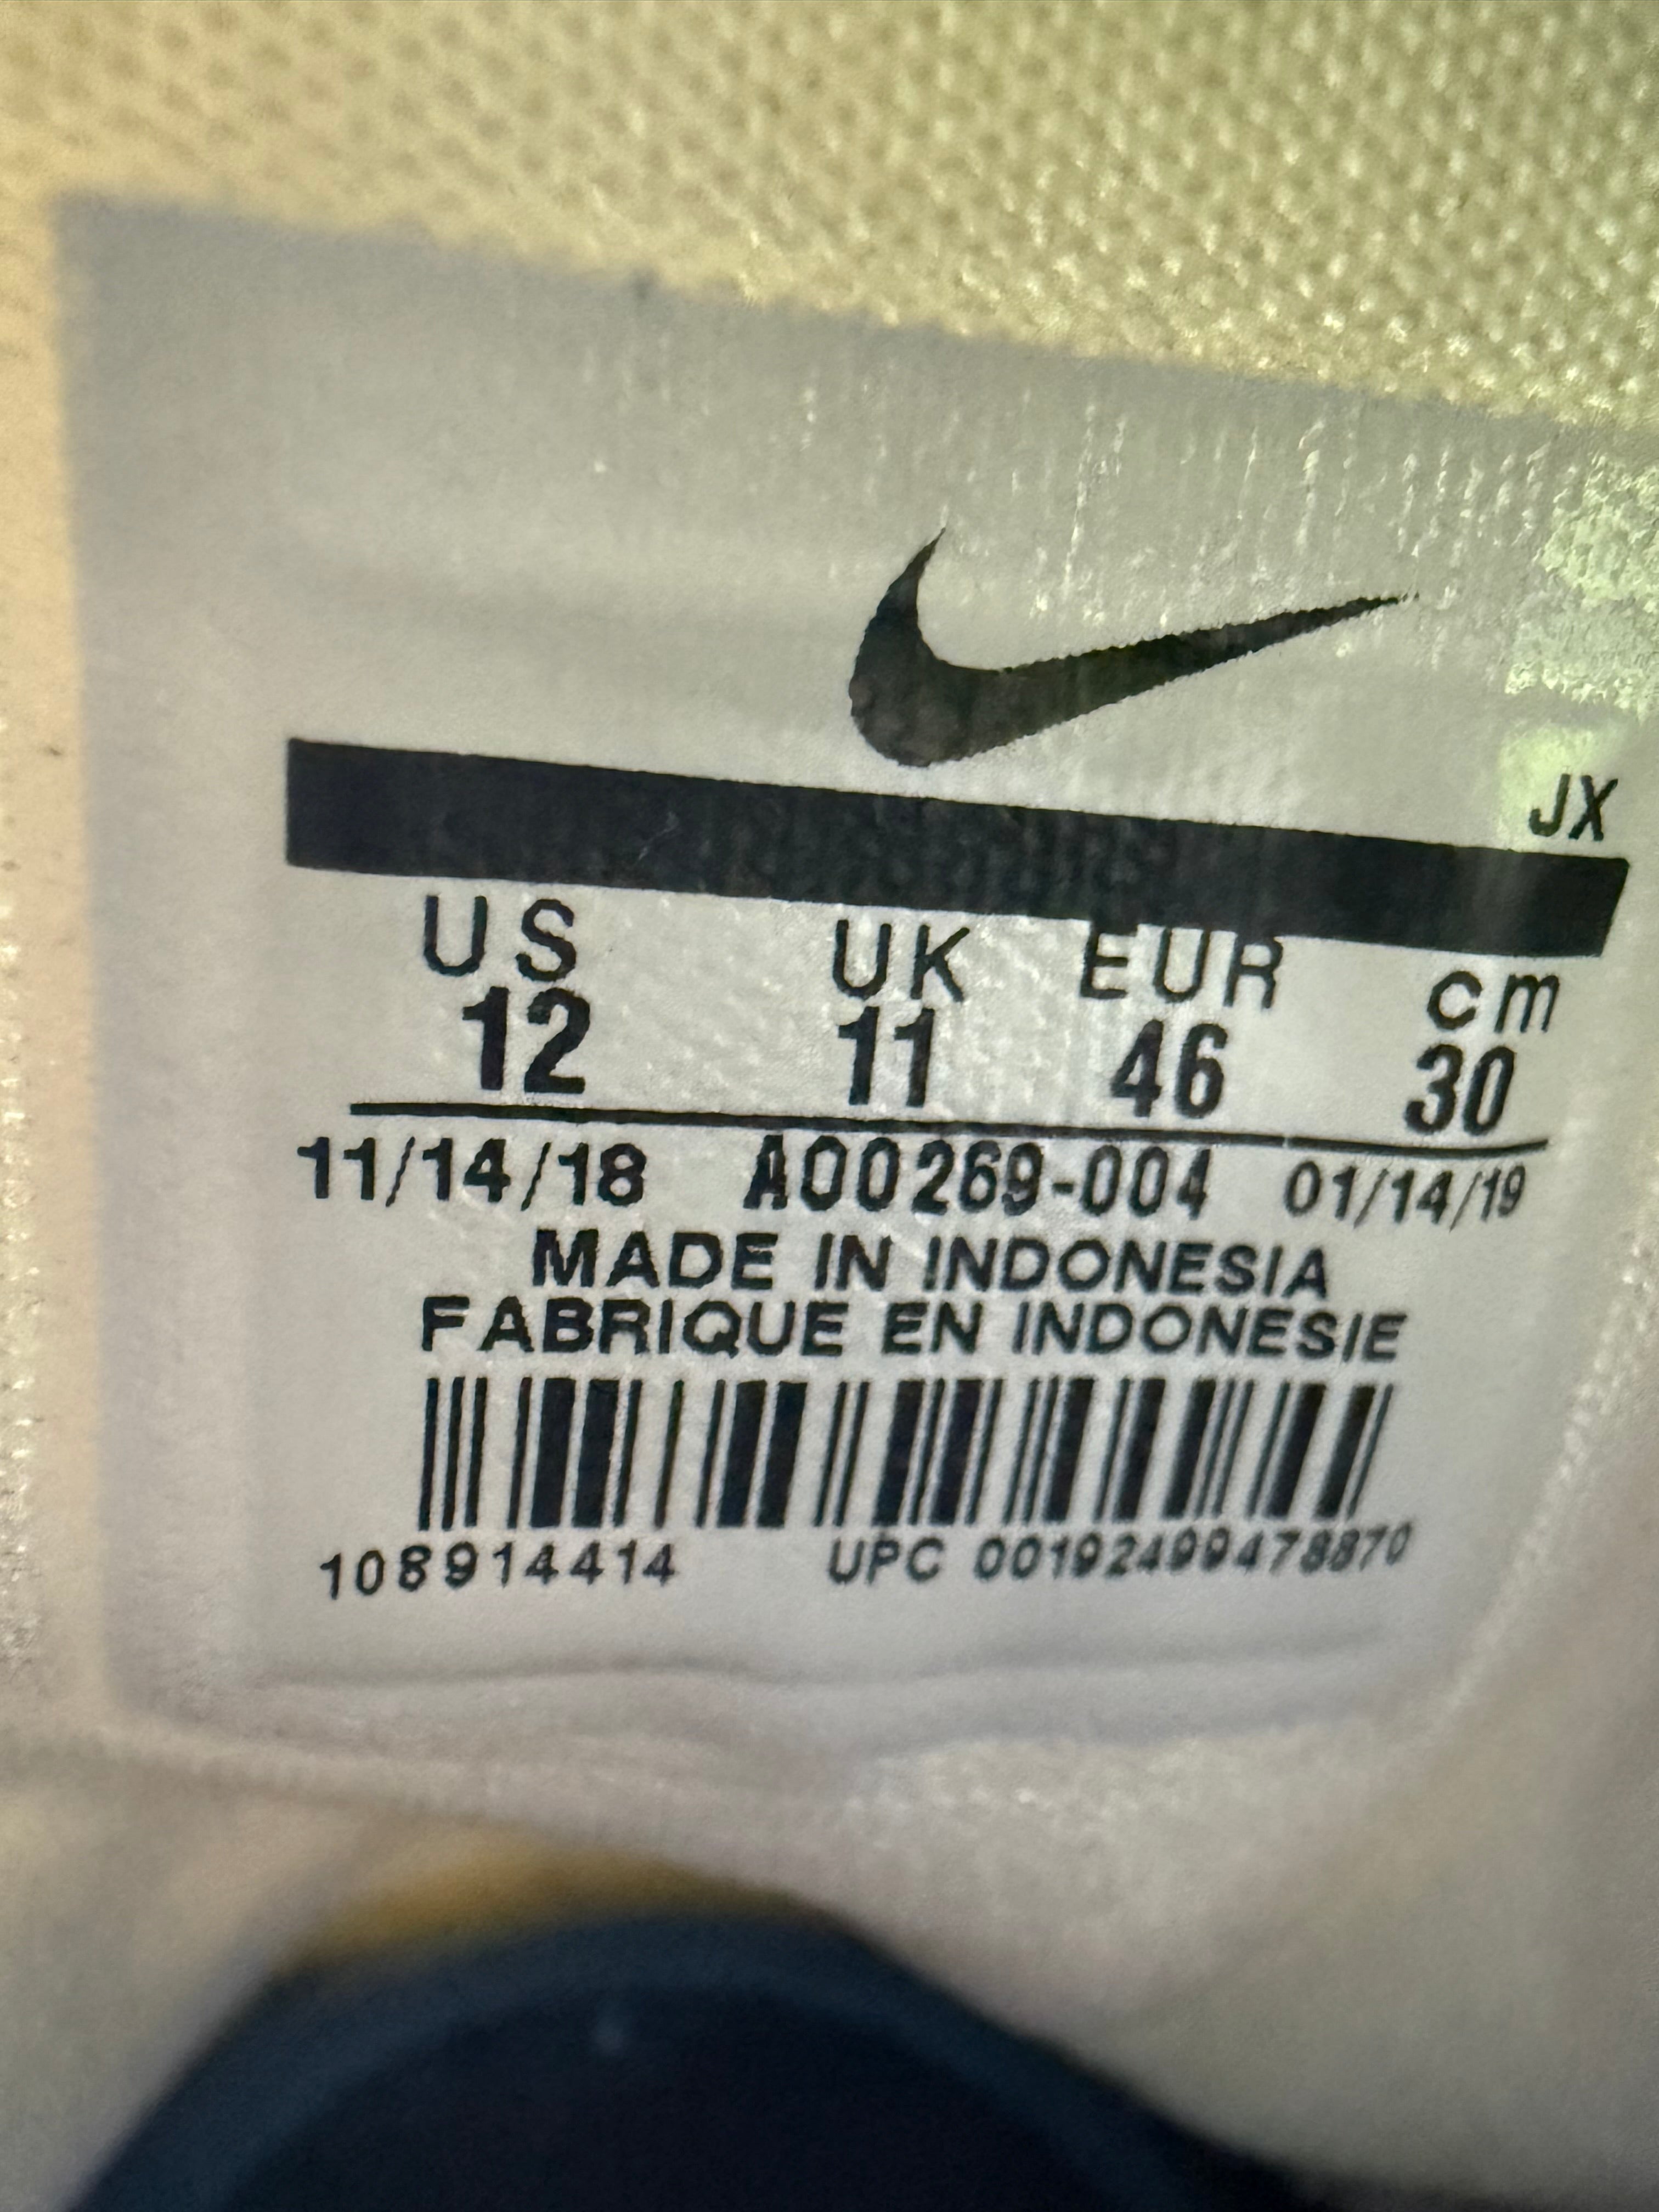 JX
US UK EUR cm
12 11 46 30
11/14/18 AO0269-004 01/14/19
MADE IN INDONESIA
FABRIQUE EN INDONESIE
108914414 UPC 00192499478870